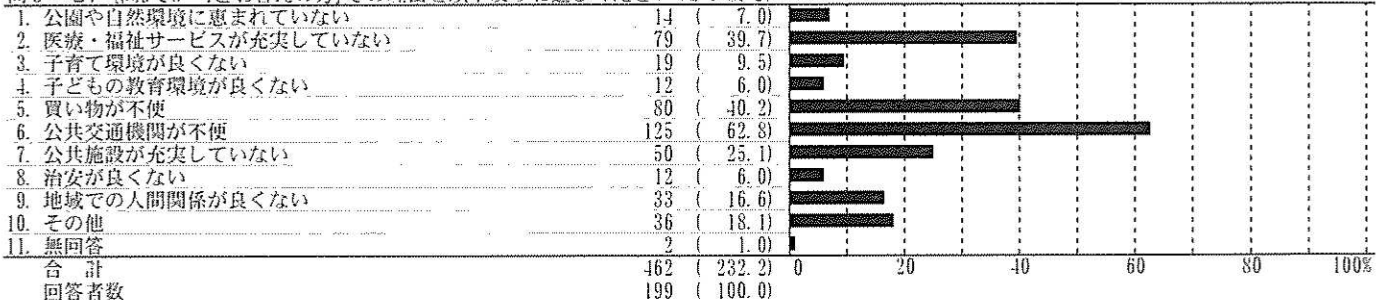 1. 公園や自然環境に恵まれていない 14 ( 7.0)
2. 医療・福祉サービスが充実していない 79 ( 39.7)
3. 子育て環境が良くない 19 ( 9.5)
4. 子どもの教育環境が良くない 12 ( 6.0)
5. 買い物が不便 80 ( 40.2)
6. 公共交通機関が不便 125 ( 62.8)
7. 公共施設が充実していない 50 ( 25.1)
8. 治安が良くない 12 ( 6.0)
9. 地域での人間関係が良くない 33 ( 16.6)
10. その他 36 ( 18.1)
11. 無回答 2 ( 1.0)
合 計 462 ( 232.2) 0 20 40 60 80 100%
回答者数 199 ( 100.0)